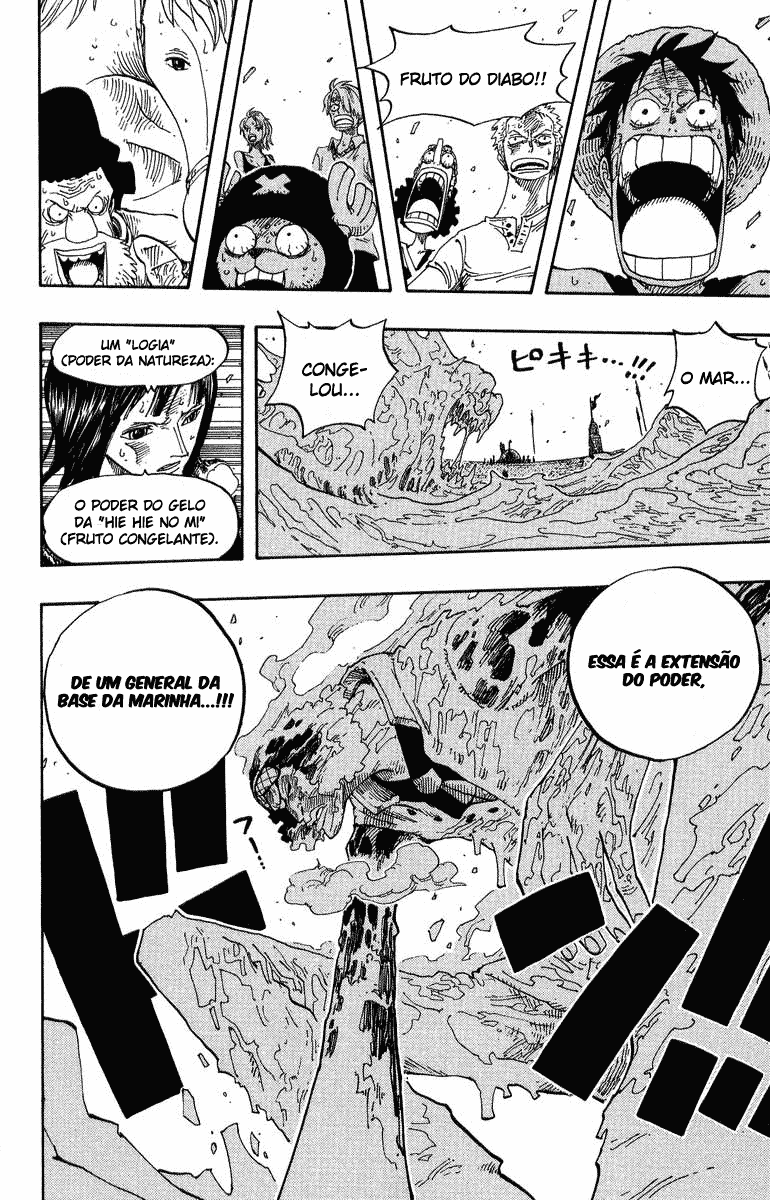 FRUTO DO DIABO!!
O MAR...
ピキキ...!!!
CONGE-
LOU...
UM "LOGIA"
(PODER DA NATUREZA):
O PODER DO GELO
DA "HIE HIE NO MI"
(FRUTO CONGELANTE).
ESSA É A EXTENSÃO
DO PODER,
DE UM GENERAL DA
BASE DA MARINHA...!!!